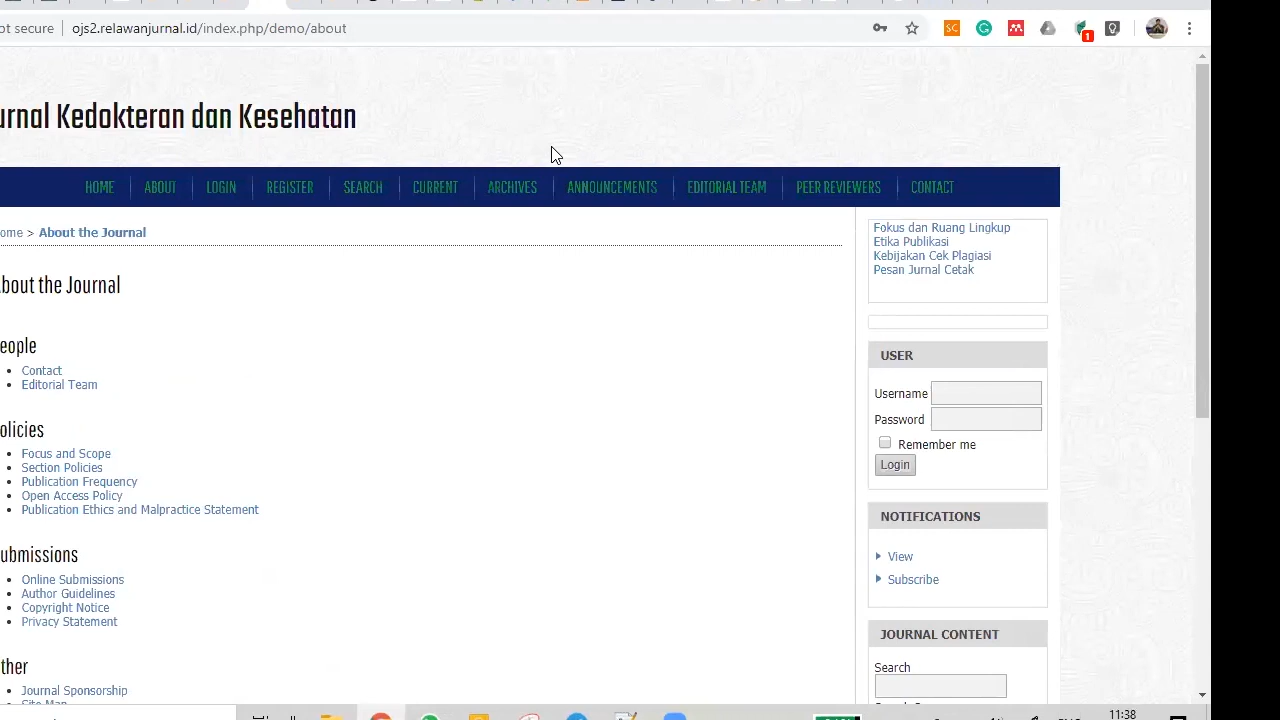 ot secure ojs2.relawanjurnal.id/index.php/demo/about
SC
1
urnal Kedokteran dan Kesehatan
HOME ABOUT LOGIN REGISTER SEARCH CURRENT ARCHIVES ANNOUNCEMENTS EDITORIAL TEAM PEER REVIEWERS CONTACT
ome > About the Journal
bout the Journal
eople
Contact
Editorial Team
olicies
Focus and Scope
Section Policies
Publication Frequency
Open Access Policy
Publication Ethics and Malpractice Statement
ubmissions
Online Submissions
Author Guidelines
Copyright Notice
Privacy Statement
ther
Journal Sponsorship
Site Map
Fokus dan Ruang Lingkup
Etika Publikasi
Kebijakan Cek Plagiasi
Pesan Jurnal Cetak
USER
Username
Password
Remember me
Login
NOTIFICATIONS
View
Subscribe
JOURNAL CONTENT
Search
11:38